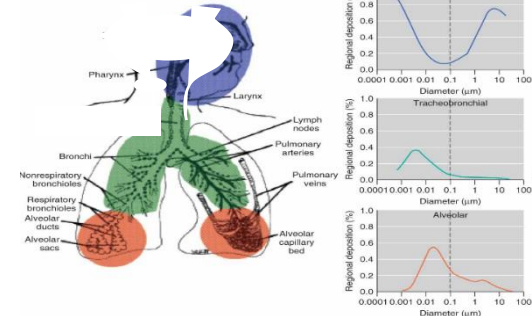 Pharynx
Larynx
Lymph
nodes
Pulmonary
arteries
Bronchi
Nonrespiratory
bronchioles
Pulmonary
veins
Respiratory
bronchioles
Alveolar
ducts
Alveolar
sacs
Alveolar
capillary
bed
Regional deposition (%)
0.8
0.6
0.4
0.2
0.0
0.0001 0.001 0.01 0.1 1 10 100
Diameter (μm)
Tracheobronchial
Regional deposition (%)
1.0
0.8
0.6
0.4
0.2
0.0
0.0001 0.001 0.01 0.1 1 10 100
Diameter (μm)
Alveolar
Regional deposition (%)
1.0
0.8
0.6
0.4
0.2
0.0
0.0001 0.001 0.01 0.1 1 10 100
Diameter (μm)